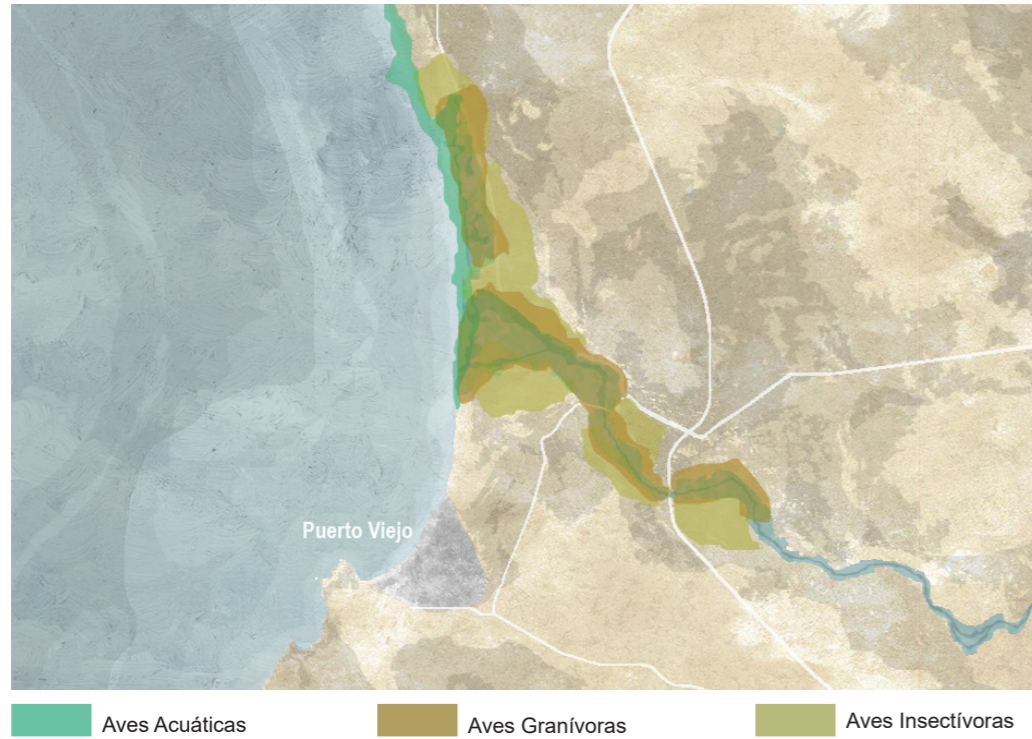 Puerto Viejo
Aves Acuáticas
Aves Granívoras
Aves Insectívoras